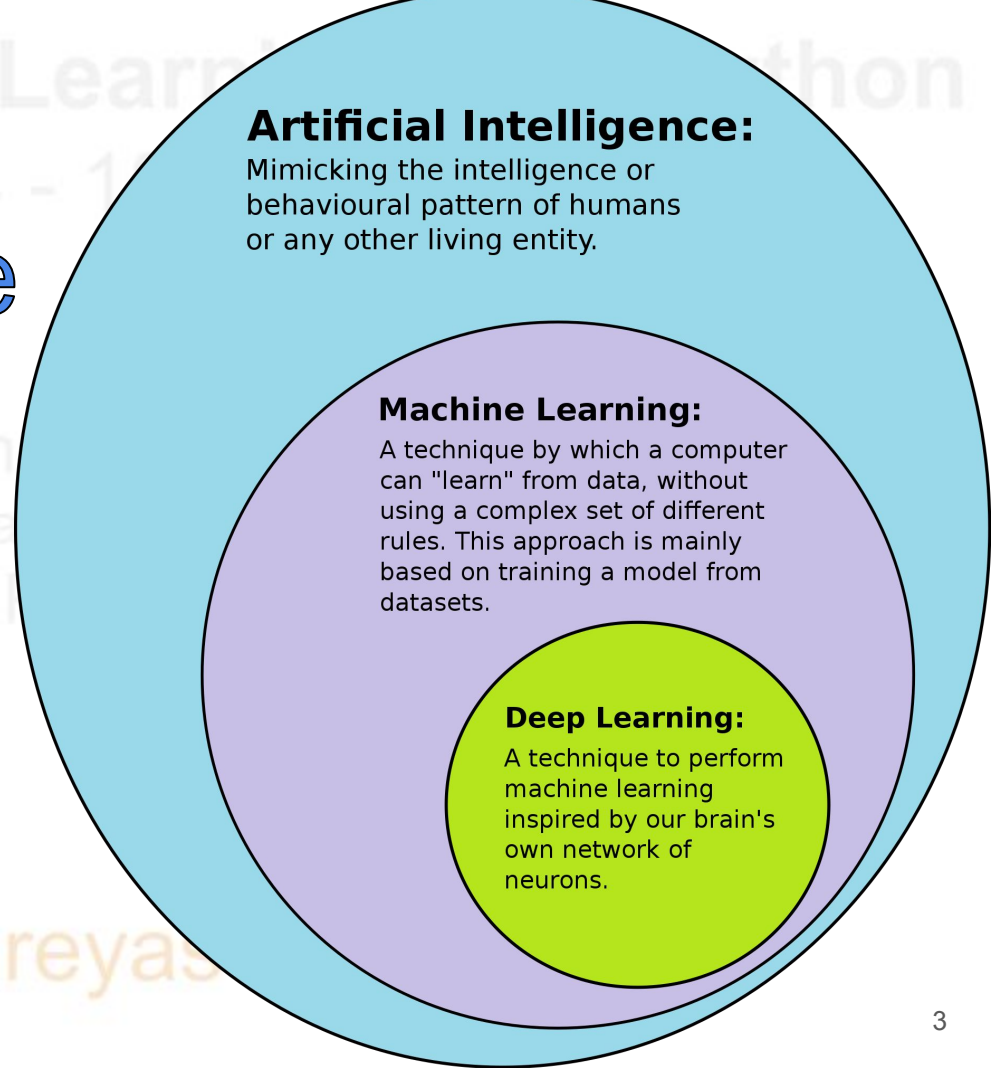 Artificial Intelligence:
Mimicking the intelligence or
behavioural pattern of humans
or any other living entity.
Machine Learning:
A technique by which a computer
can "learn" from data, without
using a complex set of different
rules. This approach is mainly
based on training a model from
datasets.
Deep Learning:
A technique to perform
machine learning
inspired by our brain's
own network of
neurons.
3